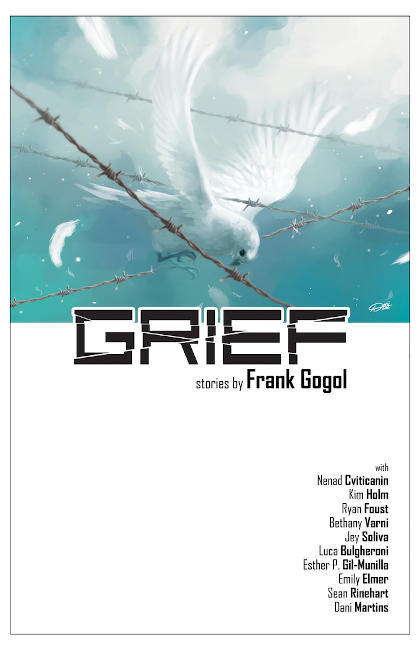 GRIEF
stories by Frank Gogol
with
Nenad Cviticanin
Kim Holm
Ryan Foust
Bethany Varni
Jey Soliva
Luca Bulgheroni
Esther P. Gil-Munilla
Emily Elmer
Sean Rinehart
Dani Martins